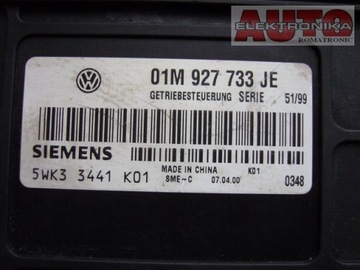 AUTO
ELEKTRONIKA
ROMATRONIC
VW
01M 927 733 JE
GETRIEBESTEUERUNG SERIE 51/99
SIEMENS
5WK3 3441 K01
MADE IN CHINA K01
SME-C 07.04.00 0348